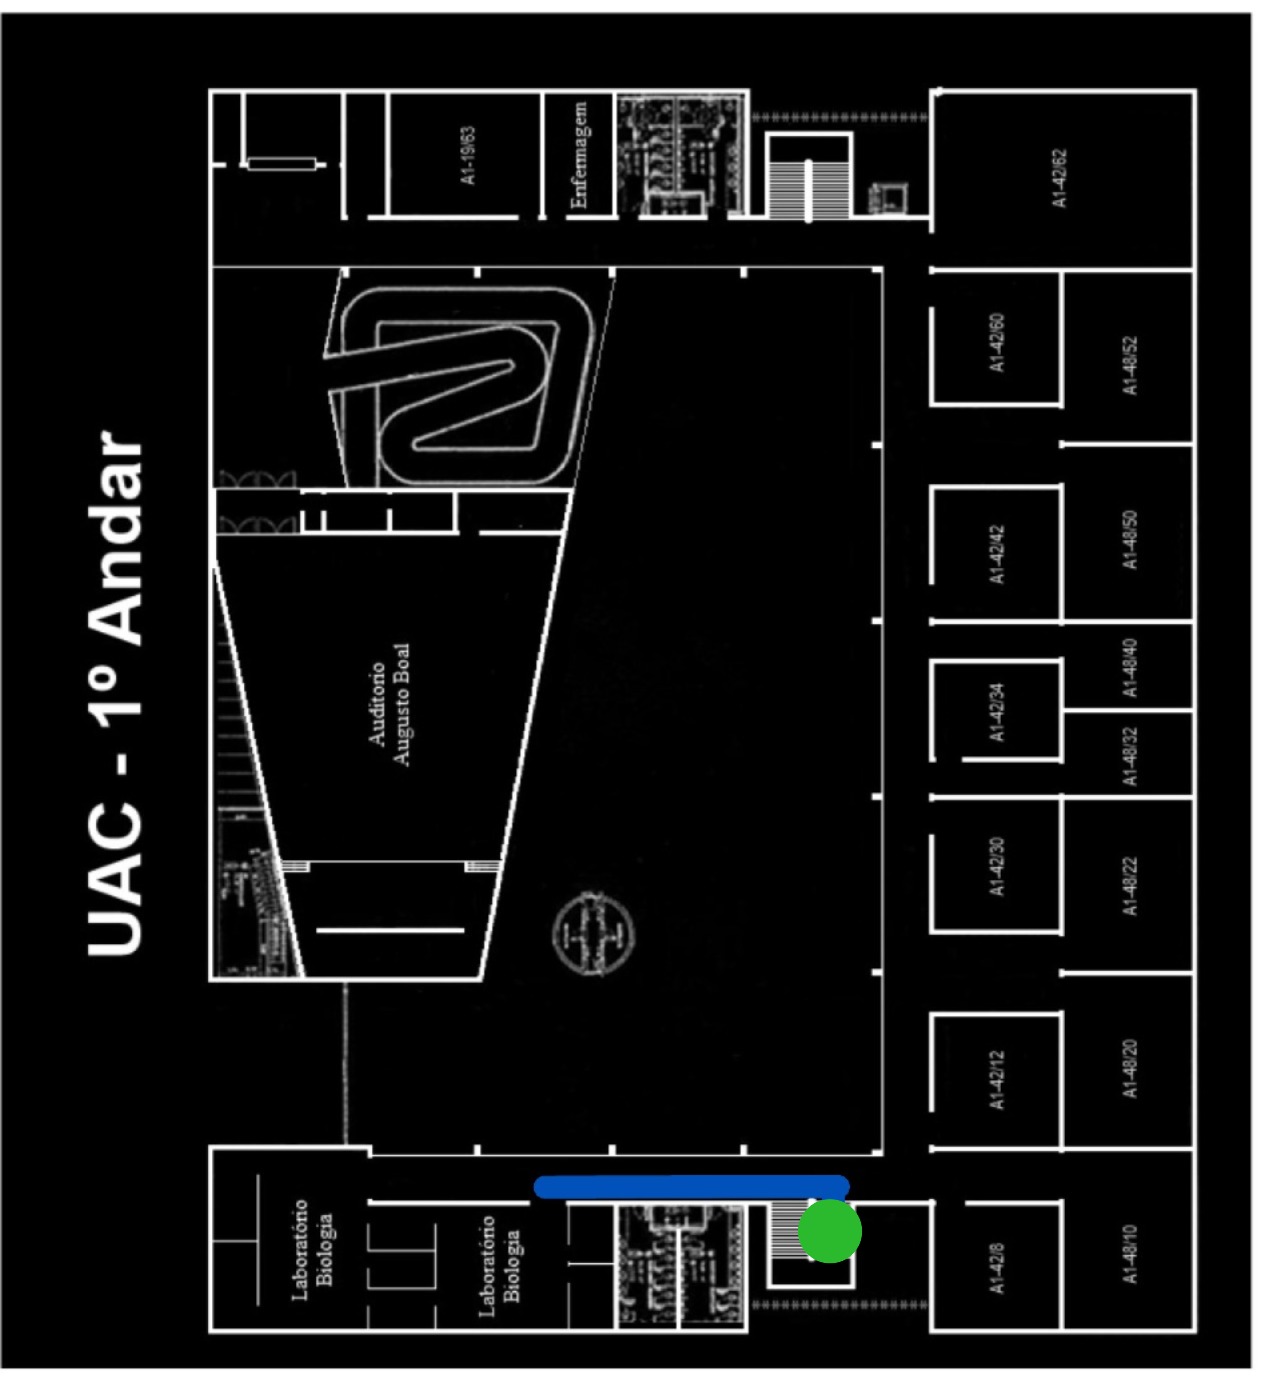 UAC - 1º Andar
A1-19/63
Enfermagem
A1-42/62
A1-42/60
A1-48/52
A1-42/42
A1-48/50
A1-42/34
A1-48/40
A1-48/32
Auditorio
Augusto Boal
A1-42/30
A1-48/22
A1-42/12
A1-48/20
Laboratório
Biologia
Laboratório
Biologia
A1-42/8
A1-48/10